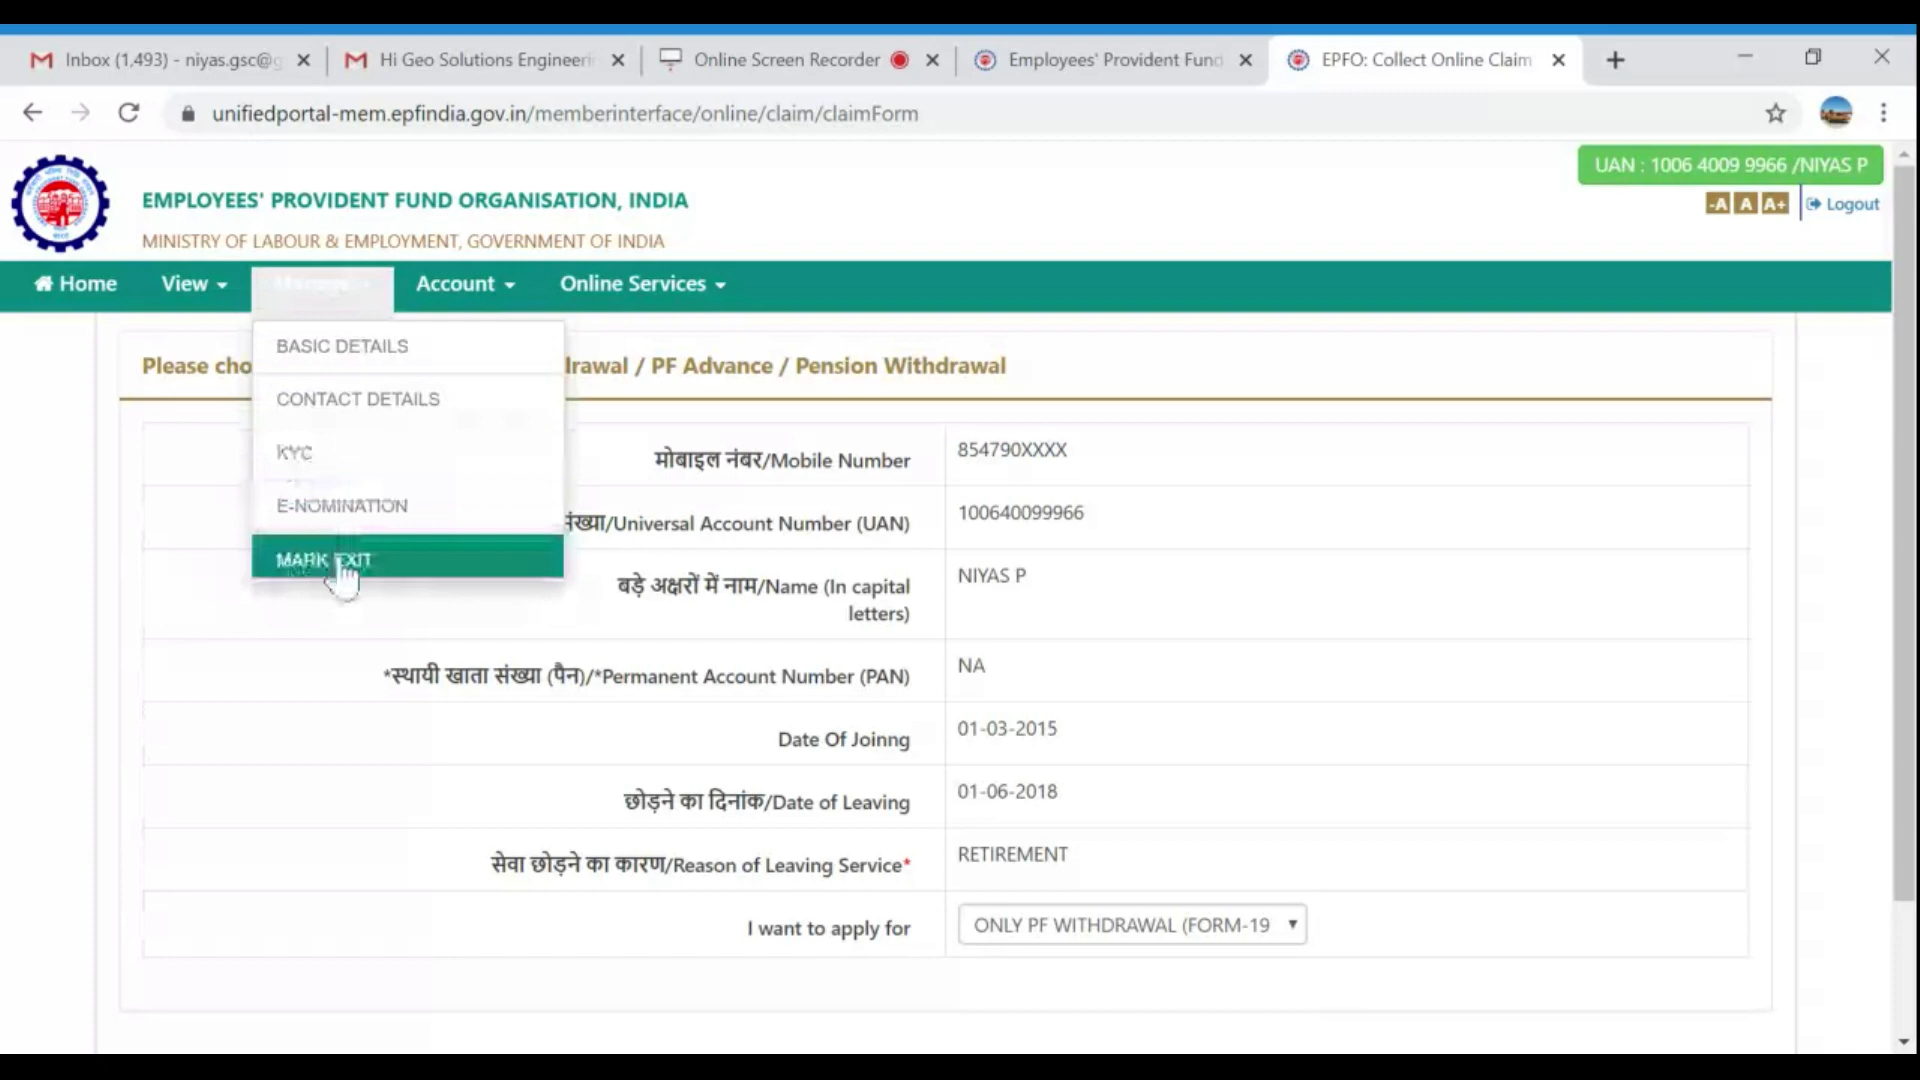 Inbox (1,493) - niyas.gsc@g
Hi Geo Solutions Engineeri
Online Screen Recorder
Employees' Provident Fund
EPFO: Collect Online Claim
unifiedportal-mem.epfindia.gov.in/memberinterface/online/claim/claimForm
UAN : 1006 4009 9966 /NIYAS P
EMPLOYEES' PROVIDENT FUND ORGANISATION, INDIA
-A A A+ Logout
MINISTRY OF LABOUR & EMPLOYMENT, GOVERNMENT OF INDIA
Home View Manage Account Online Services
BASIC DETAILS
CONTACT DETAILS
KYC
E-NOMINATION
MARK EXIT
Please cho drawal / PF Advance / Pension Withdrawal
मोबाइल नंबर/Mobile Number 854790XXXX
संख्या/Universal Account Number (UAN) 100640099966
बड़े अक्षरों में नाम/Name (In capital letters) NIYAS P
*स्थायी खाता संख्या (पैन)/*Permanent Account Number (PAN) NA
Date Of Joinng 01-03-2015
छोड़ने का दिनांक/Date of Leaving 01-06-2018
सेवा छोड़ने का कारण/Reason of Leaving Service* RETIREMENT
I want to apply for ONLY PF WITHDRAWAL (FORM-19